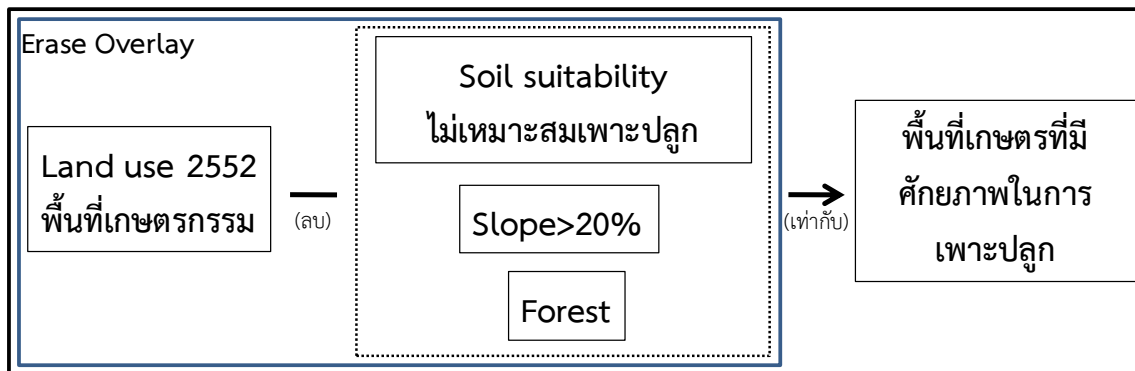 Erase Overlay
Land use 2552
พื้นที่เกษตรกรรม
(ลบ)
Soil suitability
ไม่เหมาะสมเพาะปลูก
Slope>20%
Forest
(เท่ากับ)
พื้นที่เกษตรที่มี
ศักยภาพในการ
เพาะปลูก